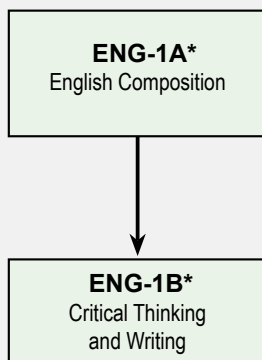 ENG-1A*
English Composition
ENG-1B*
Critical Thinking
and Writing